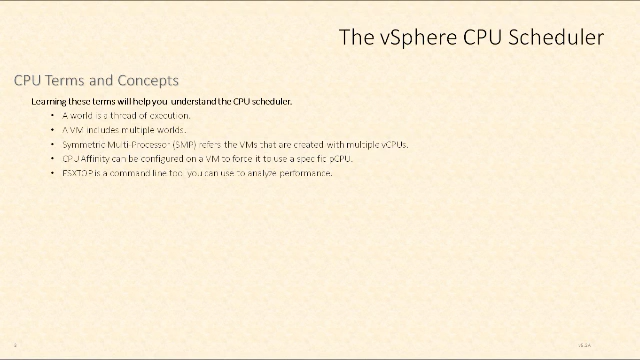 The vSphere CPU Scheduler
CPU Terms and Concepts
Learning these terms will help you understand the CPU scheduler.
• A world is a thread of execution.
• A VM includes multiple worlds.
• Symmetric Multi-Processor (SMP) refers the VMs that are created with multiple vCPUs.
• CPU Affinity can be configured on a VM to force it to use a specific pCPU.
• ESXTOP is a command line tool you can use to analyze performance.